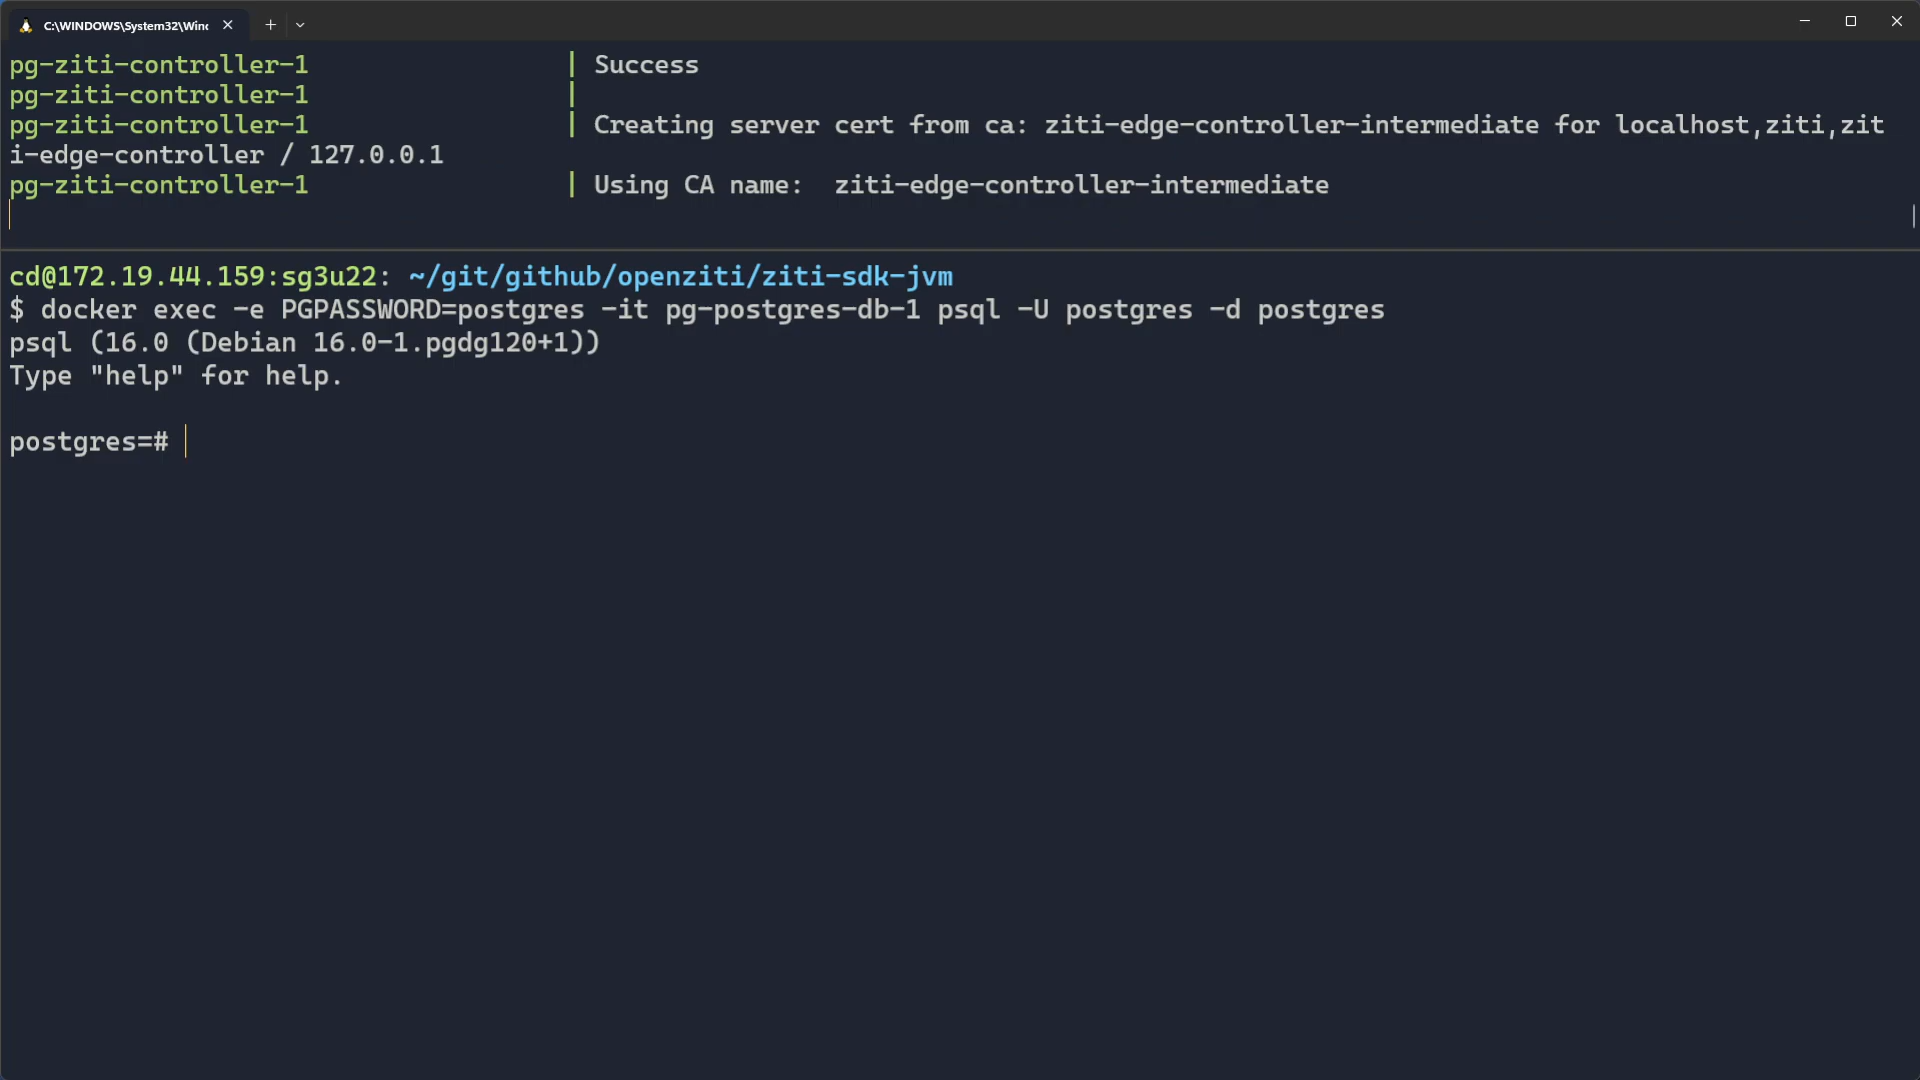 C:\WINDOWS\System32\Winc
pg-ziti-controller-1 | Success
pg-ziti-controller-1 |
pg-ziti-controller-1 | Creating server cert from ca: ziti-edge-controller-intermediate for localhost,ziti,zit
i-edge-controller / 127.0.0.1
pg-ziti-controller-1 | Using CA name:  ziti-edge-controller-intermediate
cd@172.19.44.159:sg3u22: ~/git/github/openziti/ziti-sdk-jvm
$ docker exec -e PGPASSWORD=postgres -it pg-postgres-db-1 psql -U postgres -d postgres
psql (16.0 (Debian 16.0-1.pgdg120+1))
Type "help" for help.
postgres=#